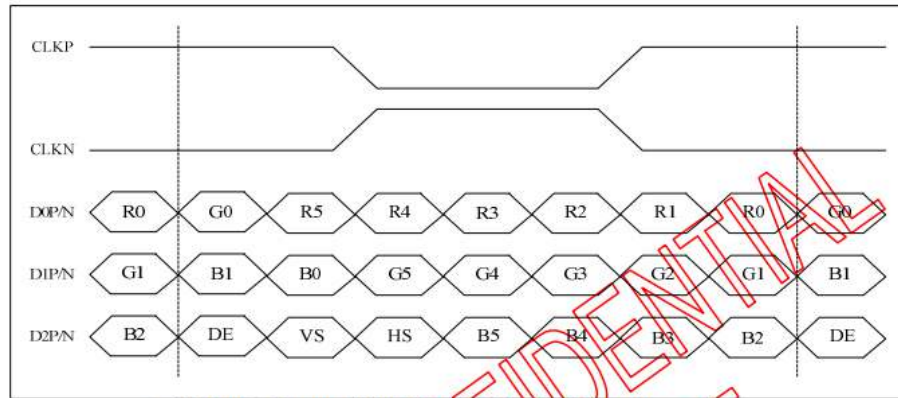 CLKP
CLKN
D0P/N R0 G0 R5 R4 R3 R2 R1 R0 G0
D1P/N G1 B1 B0 G5 G4 G3 G2 G1 B1
D2P/N B2 DE VS HS B5 B4 B3 B2 DE